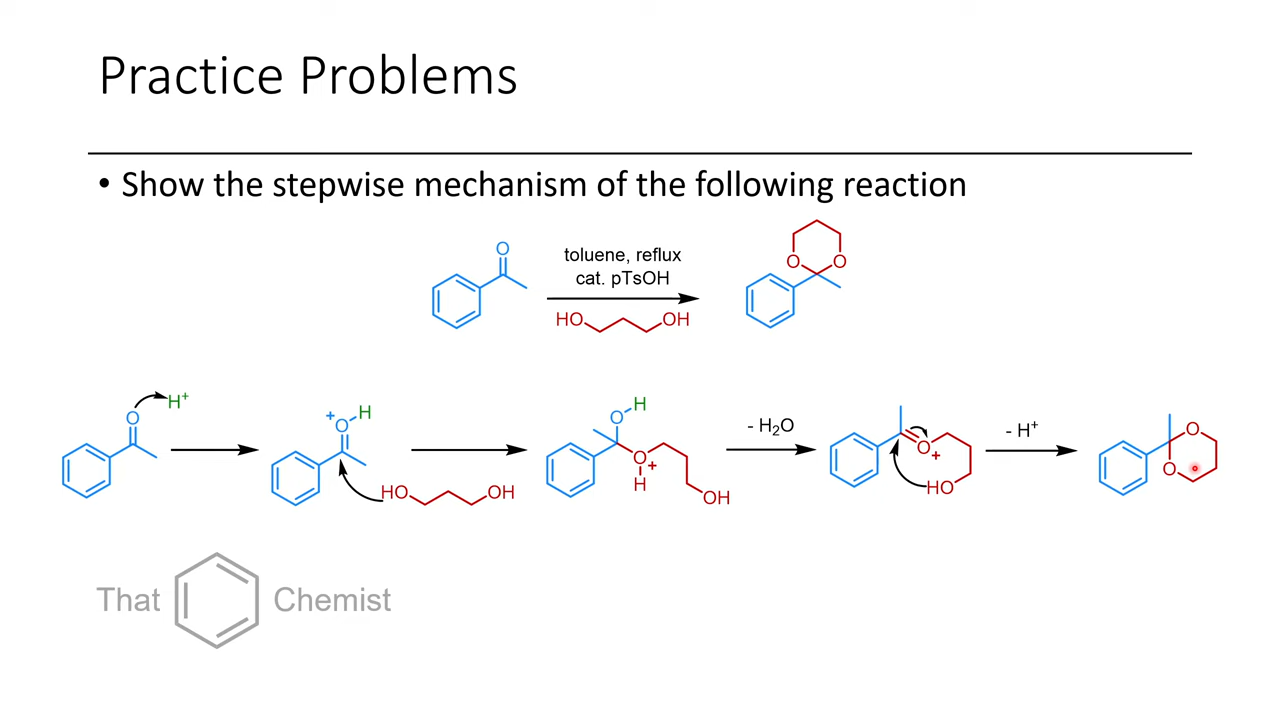 Practice Problems
• Show the stepwise mechanism of the following reaction
O
toluene, reflux
cat. pTsOH
HO OH
O O
O H⁺
⁺O H
HO OH
O H
O⁺
H
OH
- H₂O
O⁺
HO
- H⁺
O
O
That Chemist